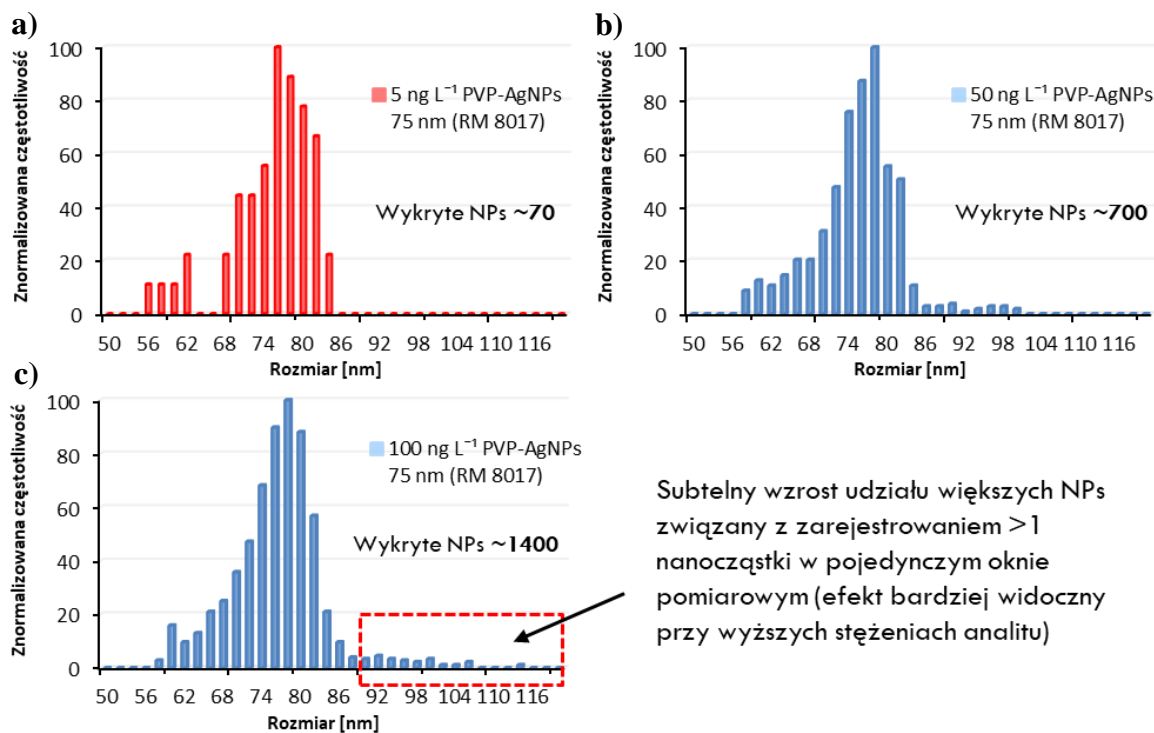 a)
Znormalizowana częstotliwość
100
80
60
40
20
0
5 ng L⁻¹ PVP-AgNPs
75 nm (RM 8017)
Wykryte NPs ~70
50 56 62 68 74 80 86 92 98 104 110 116
Rozmiar [nm]
b)
Znormalizowana częstotliwość
100
80
60
40
20
0
50 ng L⁻¹ PVP-AgNPs
75 nm (RM 8017)
Wykryte NPs ~700
50 56 62 68 74 80 86 92 98 104 110 116
Rozmiar [nm]
c)
Znormalizowana częstotliwość
100
80
60
40
20
0
100 ng L⁻¹ PVP-AgNPs
75 nm (RM 8017)
Wykryte NPs ~1400
50 56 62 68 74 80 86 92 98 104 110 116
Rozmiar [nm]
Subtelny wzrost udziału większych NPs
związany z zarejestrowaniem >1
nanocząstki w pojedynczym oknie
pomiarowym (efekt bardziej widoczny
przy wyższych stężeniach analitu)